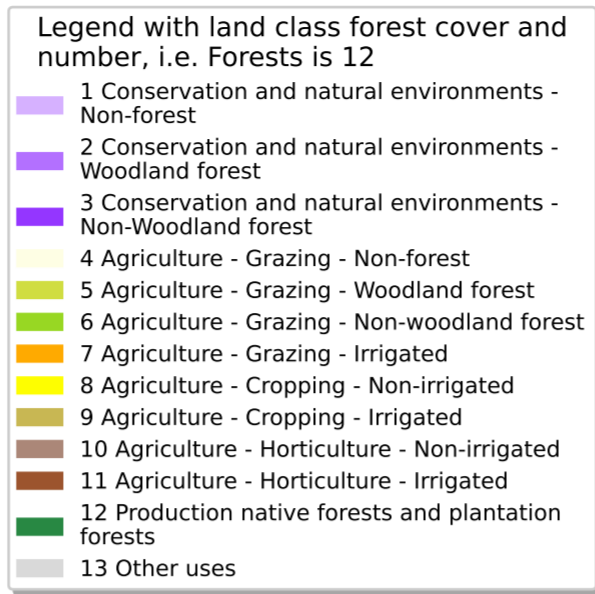 Legend with land class forest cover and
number, i.e. Forests is 12
1 Conservation and natural environments -
Non-forest
2 Conservation and natural environments -
Woodland forest
3 Conservation and natural environments -
Non-Woodland forest
4 Agriculture - Grazing - Non-forest
5 Agriculture - Grazing - Woodland forest
6 Agriculture - Grazing - Non-woodland forest
7 Agriculture - Grazing - Irrigated
8 Agriculture - Cropping - Non-irrigated
9 Agriculture - Cropping - Irrigated
10 Agriculture - Horticulture - Non-irrigated
11 Agriculture - Horticulture - Irrigated
12 Production native forests and plantation
forests
13 Other uses